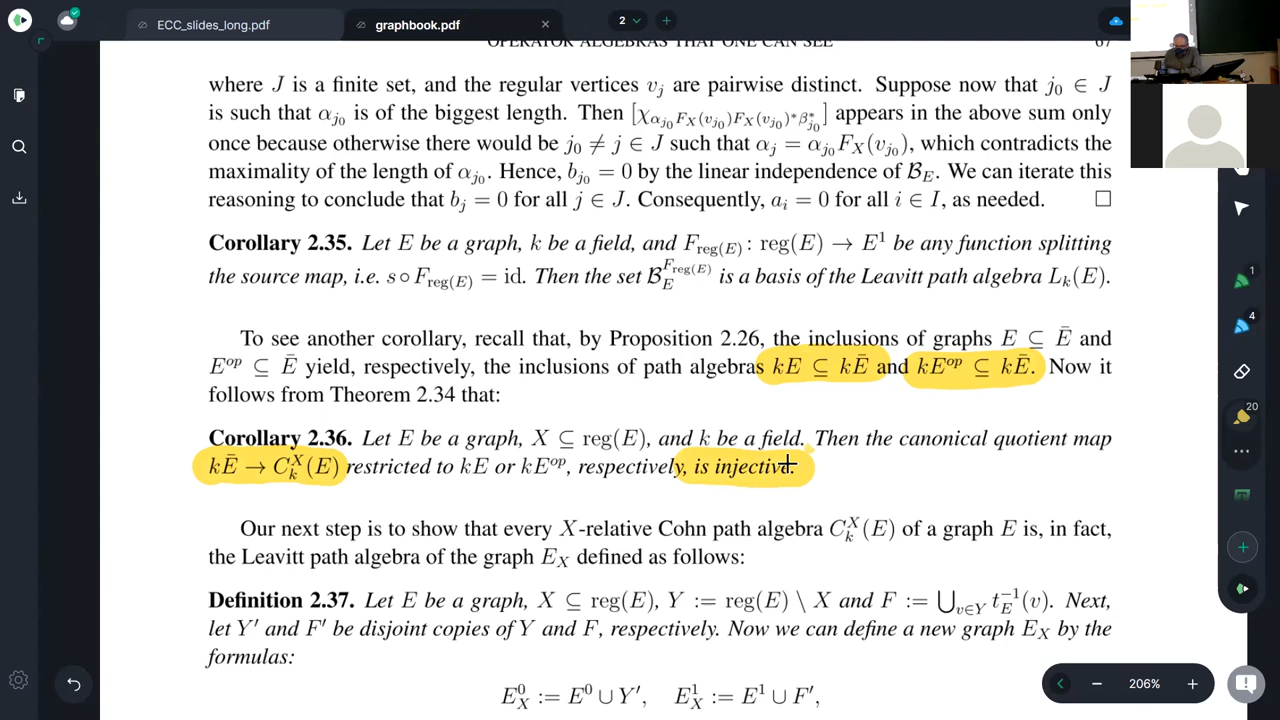 ECC_slides_long.pdf
graphbook.pdf
2
OPERATOR ALGEBRAS THAT ONE CAN SEE 67
where J is a finite set, and the regular vertices v_j are pairwise distinct. Suppose now that j_0 ∈ J
is such that α_{j_0} is of the biggest length. Then [χ_{α_{j_0}F_X(v_{j_0})F_X(v_{j_0})^*β^*_{j_0}}] appears in the above sum only
once because otherwise there would be j_0 ≠ j ∈ J such that α_j = α_{j_0}F_X(v_{j_0}), which contradicts the
maximality of the length of α_{j_0}. Hence, b_{j_0} = 0 by the linear independence of B_E. We can iterate this
reasoning to conclude that b_j = 0 for all j ∈ J. Consequently, a_i = 0 for all i ∈ I, as needed. □
Corollary 2.35. Let E be a graph, k be a field, and F_{reg(E)}: reg(E) → E^1 be any function splitting
the source map, i.e. s∘F_{reg(E)} = id. Then the set B_E^{F_{reg(E)}} is a basis of the Leavitt path algebra L_k(E).
To see another corollary, recall that, by Proposition 2.26, the inclusions of graphs E ⊆ Ē and
E^{op} ⊆ Ē yield, respectively, the inclusions of path algebras kE ⊆ kĒ and kE^{op} ⊆ kĒ. Now it
follows from Theorem 2.34 that:
Corollary 2.36. Let E be a graph, X ⊆ reg(E), and k be a field. Then the canonical quotient map
kĒ → C_k^X(E) restricted to kE or kE^{op}, respectively, is injective.
Our next step is to show that every X-relative Cohn path algebra C_k^X(E) of a graph E is, in fact,
the Leavitt path algebra of the graph E_X defined as follows:
Definition 2.37. Let E be a graph, X ⊆ reg(E), Y := reg(E) \ X and F := ⋃_{v∈Y} t_E^{-1}(v). Next,
let Y′ and F′ be disjoint copies of Y and F, respectively. Now we can define a new graph E_X by the
formulas:
E_X^0 := E^0 ∪ Y′, E_X^1 := E^1 ∪ F′,
1
4
20
206%